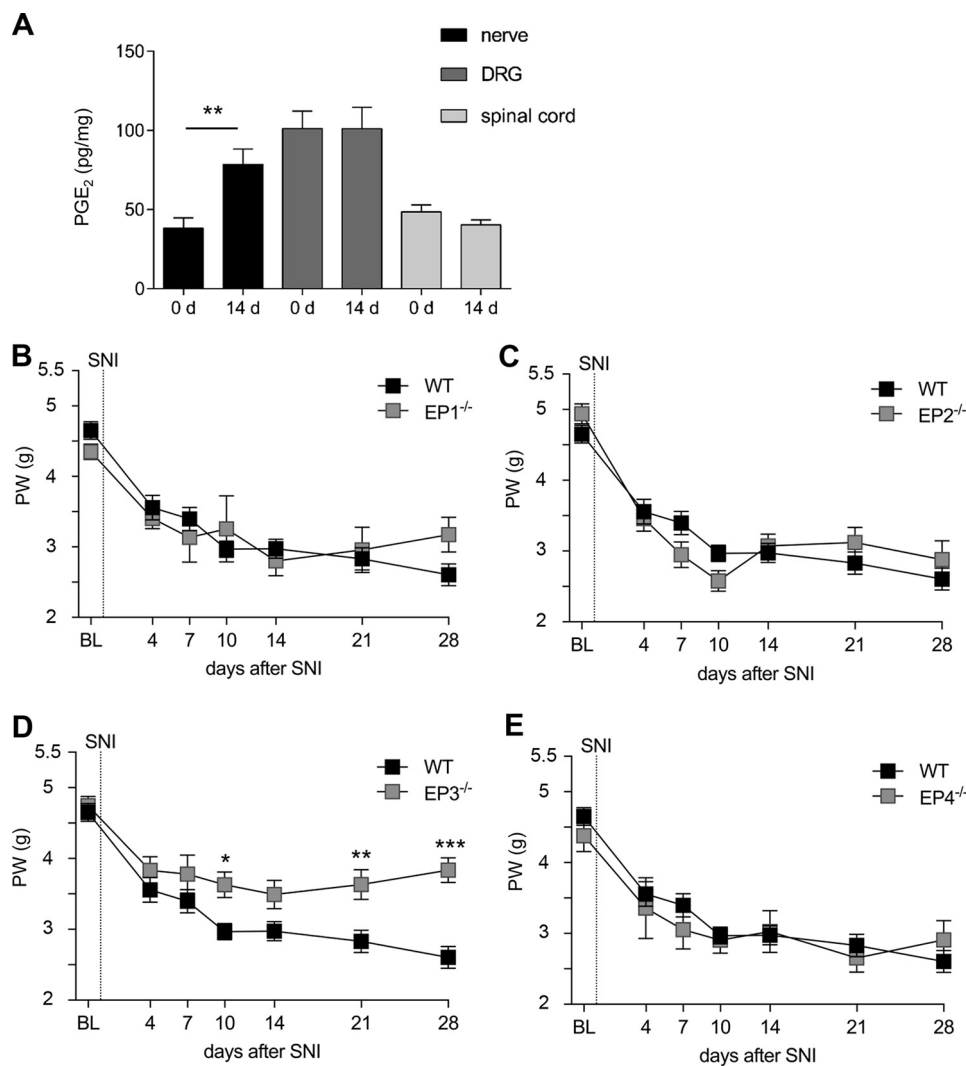 A
nerve
DRG
spinal cord
PGE2 (pg/mg)
150
100
50
0
**
0 d 14 d 0 d 14 d 0 d 14 d
B
SNI
WT
EP1-/-
PW (g)
5.5
5
4
3
2
BL 4 7 10 14 21 28
days after SNI
C
SNI
WT
EP2-/-
PW (g)
5.5
5
4
3
2
BL 4 7 10 14 21 28
days after SNI
D
SNI
WT
EP3-/-
PW (g)
5.5
5
4
3
2
* ** ***
BL 4 7 10 14 21 28
days after SNI
E
SNI
WT
EP4-/-
PW (g)
5.5
5
4
3
2
BL 4 7 10 14 21 28
days after SNI